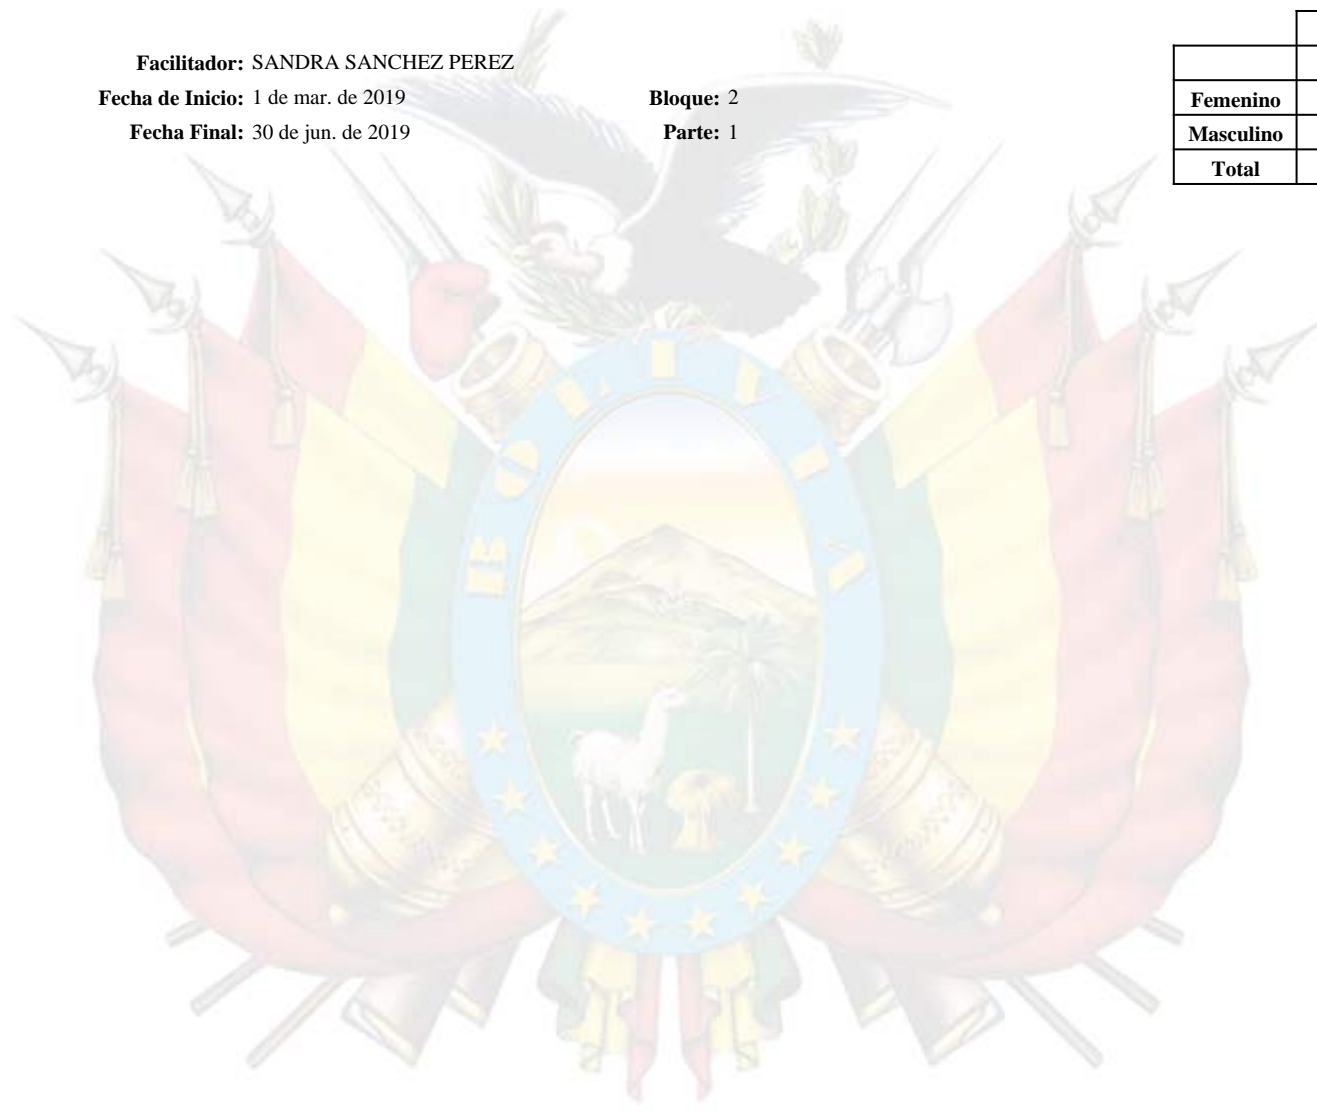 Facilitador: SANDRA SANCHEZ PEREZ
Fecha de Inicio: 1 de mar. de 2019 Bloque: 2
Fecha Final: 30 de jun. de 2019 Parte: 1
Femenino
Masculino
Total
BOLIVIA